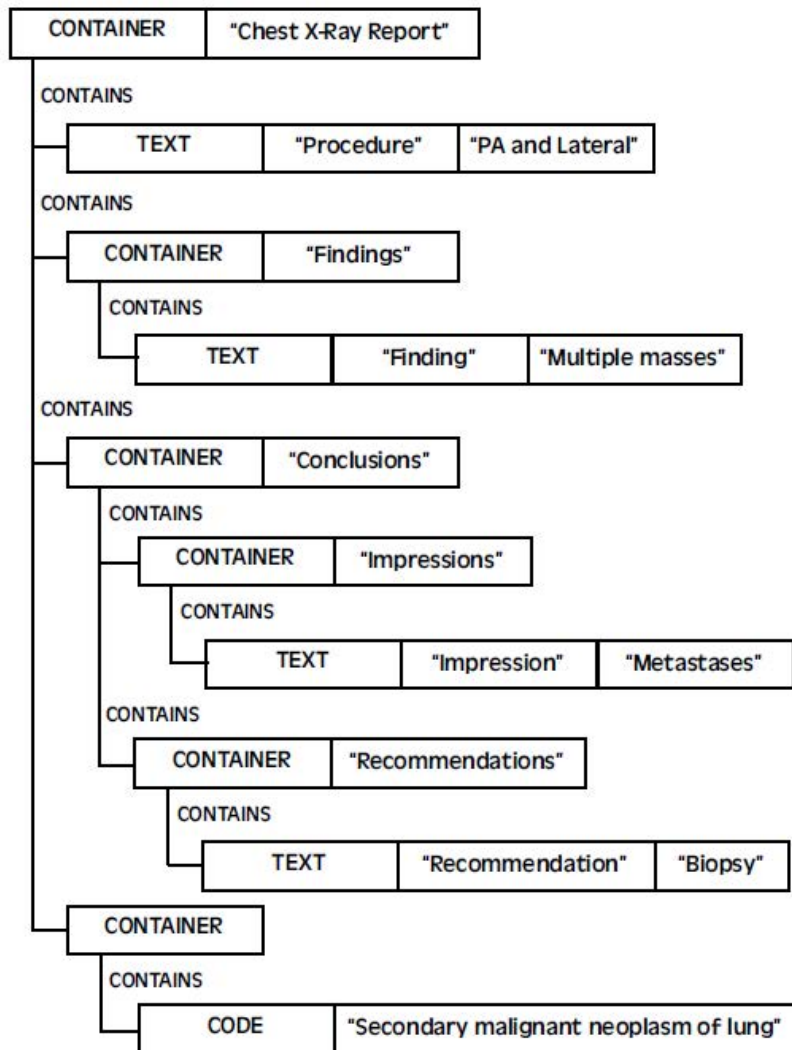 CONTAINER "Chest X-Ray Report"
CONTAINS
TEXT "Procedure" "PA and Lateral"
CONTAINS
CONTAINER "Findings"
CONTAINS
TEXT "Finding" "Multiple masses"
CONTAINS
CONTAINER "Conclusions"
CONTAINS
CONTAINER "Impressions"
CONTAINS
TEXT "Impression" "Metastases"
CONTAINS
CONTAINER "Recommendations"
CONTAINS
TEXT "Recommendation" "Biopsy"
CONTAINER
CONTAINS
CODE "Secondary malignant neoplasm of lung"